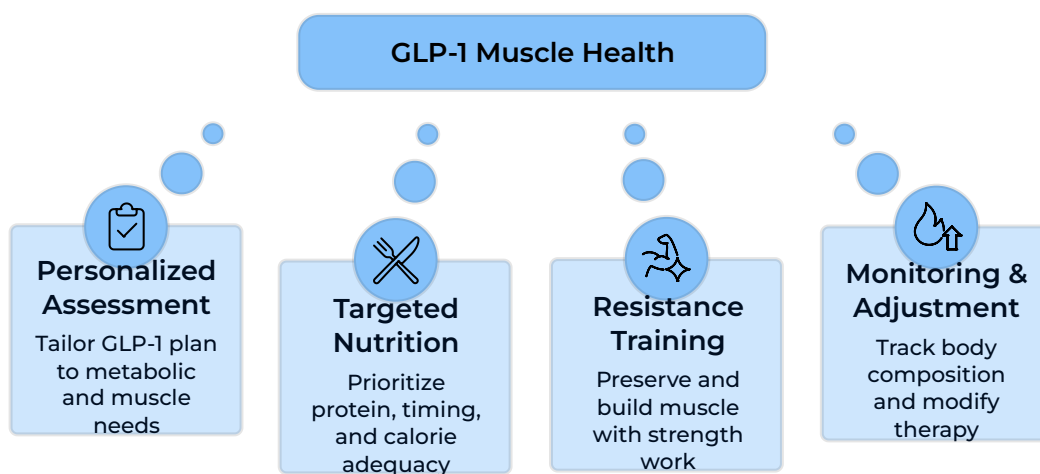 GLP-1 Muscle Health
Personalized
Assessment
Tailor GLP-1 plan
to metabolic
and muscle
needs
Targeted
Nutrition
Prioritize
protein, timing,
and calorie
adequacy
Resistance
Training
Preserve and
build muscle
with strength
work
Monitoring &
Adjustment
Track body
composition
and modify
therapy